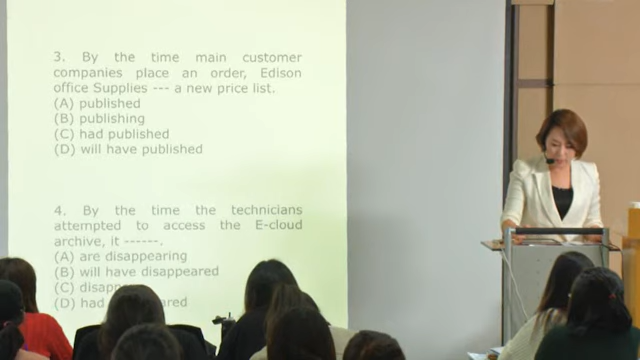 3. By the time main customer
companies place an order, Edison
office Supplies --- a new price list.
(A) published
(B) publishing
(C) had published
(D) will have published
4. By the time the technicians
attempted to access the E-cloud
archive, it ------.
(A) are disappearing
(B) will have disappeared
(C)
(D) had